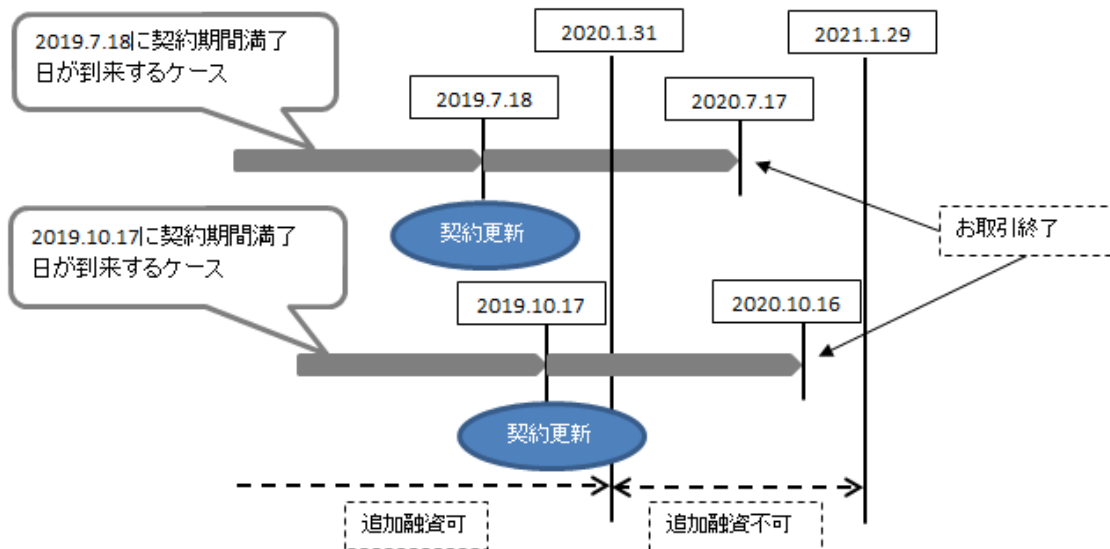 2019.7.18に契約期間満了
日が到来するケース
2020.1.31
2021.1.29
2019.7.18
2020.7.17
契約更新
お取引終了
2019.10.17に契約期間満了
日が到来するケース
2019.10.17
2020.10.16
契約更新
追加融資可
追加融資不可